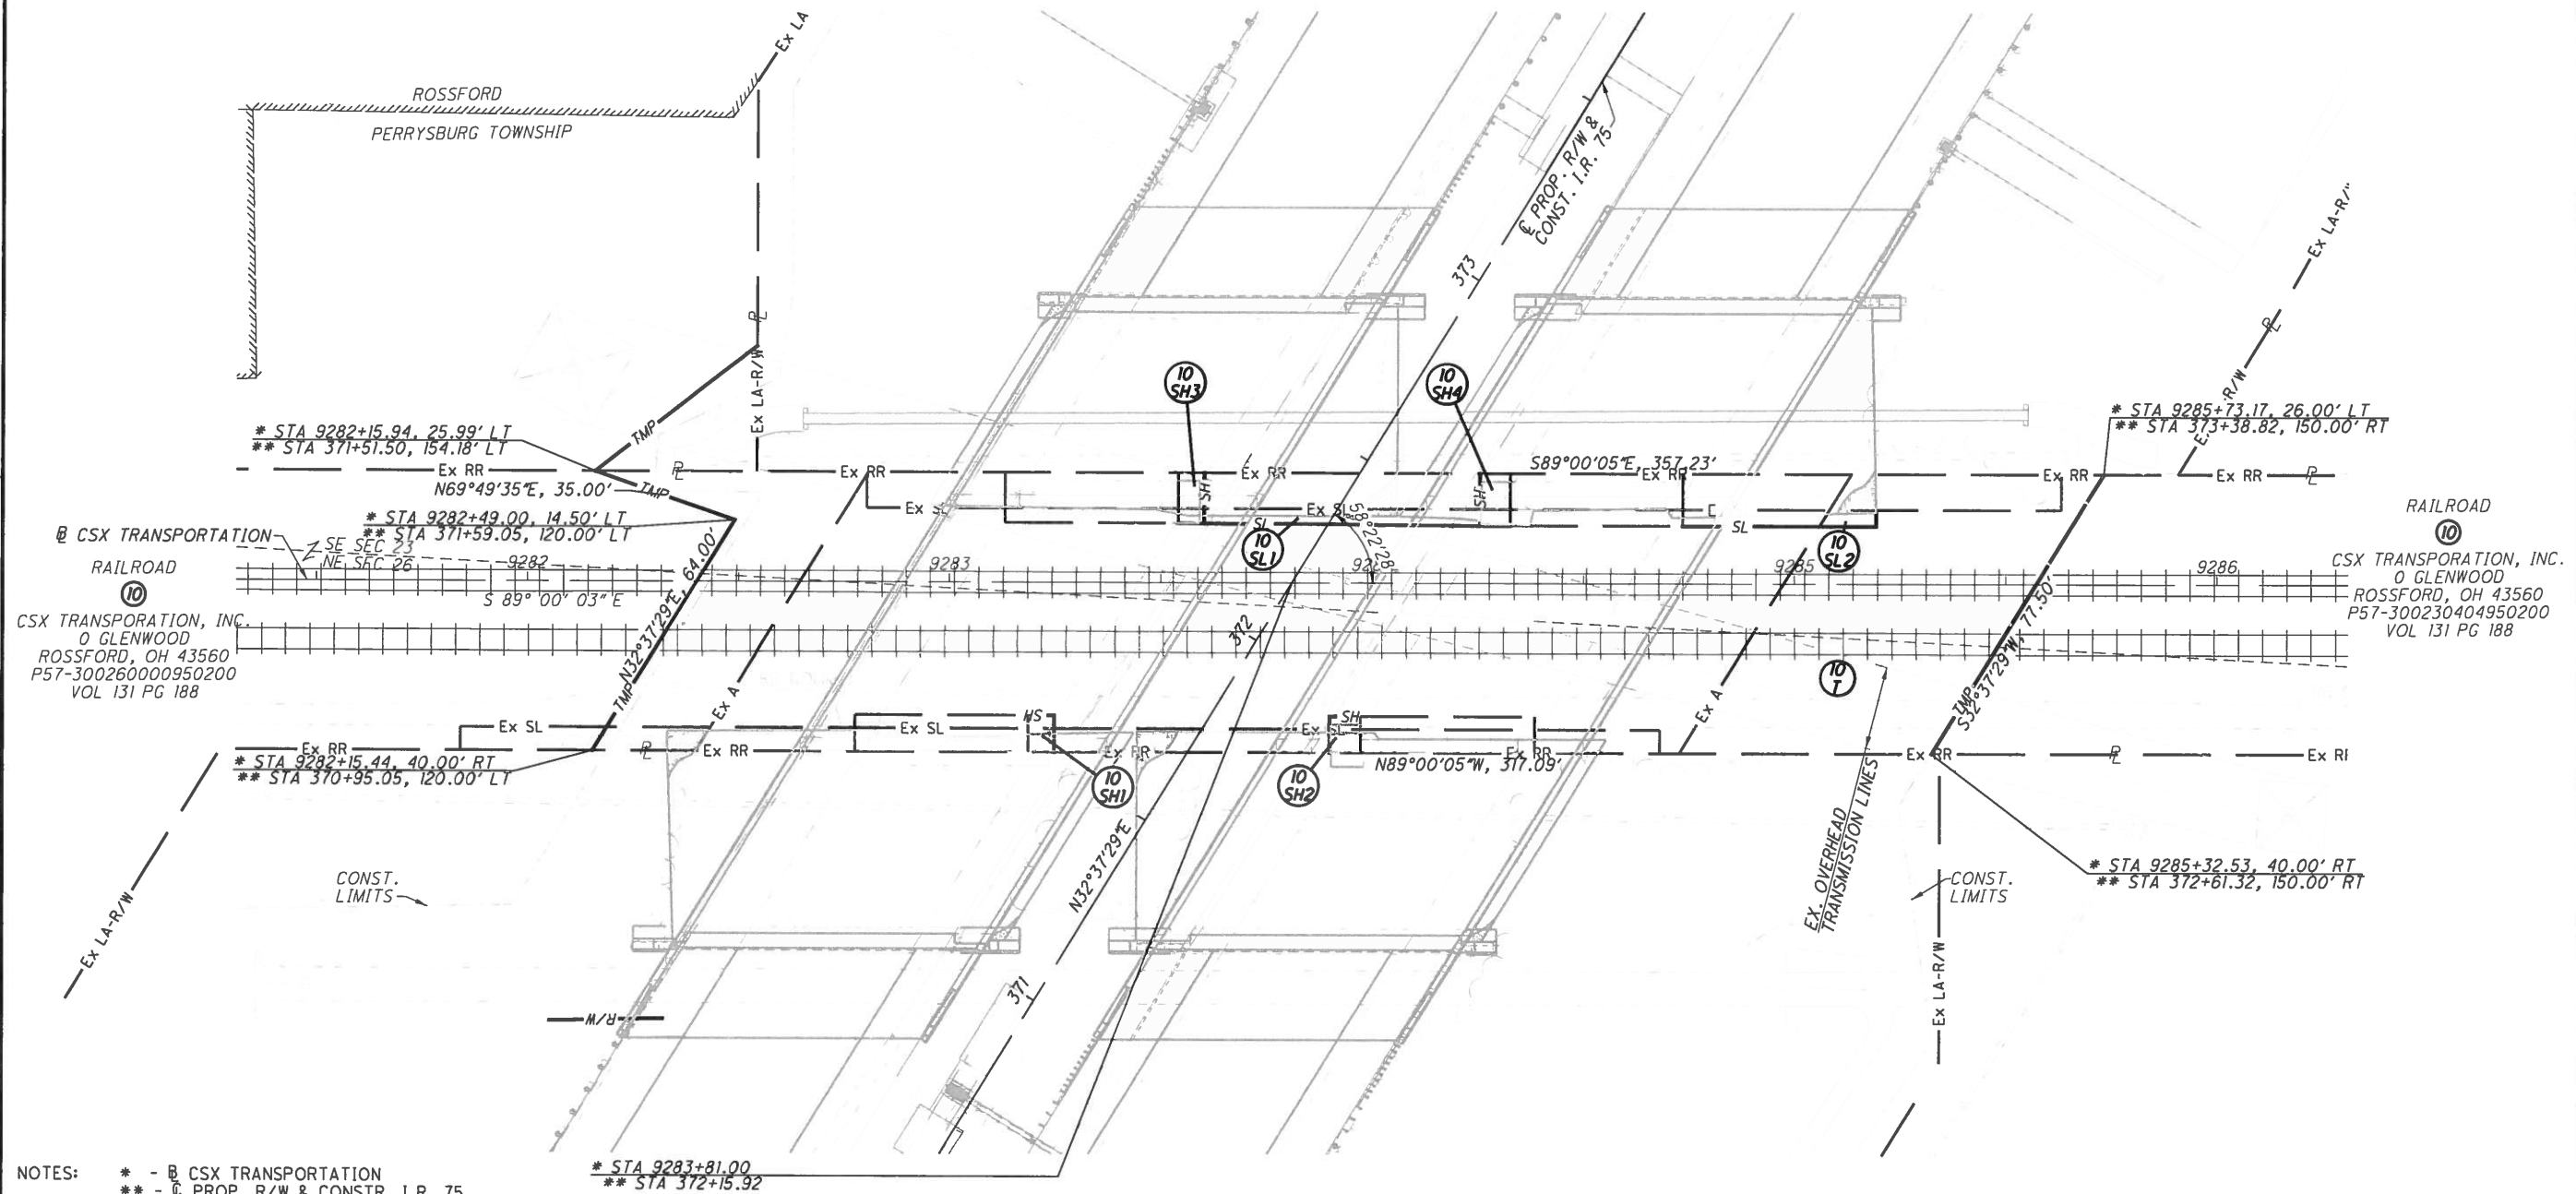 Ex LA
ROSSFORD
PERRYSBURG TOWNSHIP
℄ PROP. R/W &
CONST. I.R. 75
373
Ex LA-R/W
℄
Ex LA-R/W
10
SH3
10
SH4
* STA 9282+15.94, 25.99' LT
** STA 371+51.50, 154.18' LT
TMP
* STA 9285+73.17, 26.00' LT
** STA 373+38.82, 150.00' RT
Ex RR
Ex RR
Ex RR
S89°00'05"E, 357.23'
Ex RR
Ex RR
Ex RR
N69°49'35"E, 35.00'
TMP
SH
SH
Ex SL
Ex SL
SL
SL
* STA 9282+49.00, 14.50' LT
** STA 371+59.05, 120.00' LT
58°22'28"
10
SL1
10
SL2
CSX TRANSPORTATION
SE SEC 23
NE SEC 26
9282
9283
9285
9286
S 89° 00' 03" E
RAILROAD
10
CSX TRANSPORATION, INC.
0 GLENWOOD
ROSSFORD, OH 43560
P57-300260000950200
VOL 131 PG 188
RAILROAD
10
CSX TRANSPORATION, INC.
0 GLENWOOD
ROSSFORD, OH 43560
P57-300230404950200
VOL 131 PG 188
N32°37'29"E, 64.00'
TMP
Ex A
372
10
T
Ex A
TMP
S32°37'29"W, 77.50'
Ex SL
Ex SL
SH
SH
Ex SL
Ex RR
Ex RR
Ex RR
Ex RR
Ex RR
* STA 9282+15.44, 40.00' RT
** STA 370+95.05, 120.00' LT
N89°00'05"W, 317.09'
10
SH1
10
SH2
N32°37'29"E
EX. OVERHEAD
TRANSMISSION LINES
* STA 9285+32.53, 40.00' RT
** STA 372+61.32, 150.00' RT
CONST.
LIMITS
CONST.
LIMITS
Ex LA-R/W
Ex LA-R/W
371
R/W
* STA 9283+81.00
** STA 372+15.92
NOTES: * - CSX TRANSPORTATION
** - ℄ PROP. R/W & CONSTR. I.R. 75